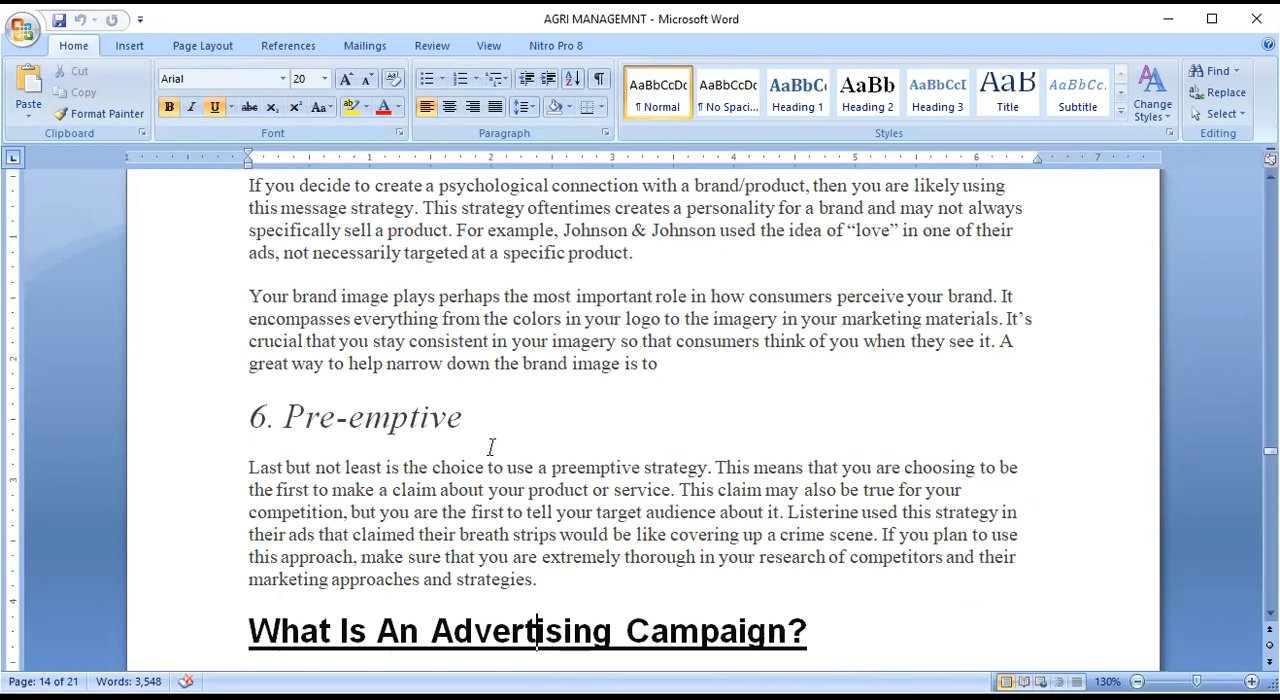 AGRI MANAGEMNT - Microsoft Word
Home Insert Page Layout References Mailings Review View Nitro Pro 8
Paste
Cut
Copy
Format Painter
Clipboard
Arial 20
B I U abc x₂ x² Aa A
Font
Paragraph
AaBbCcDc AaBbCcDc AaBbC AaBb AaBbCcI AaB AaBbCc.
¶ Normal ¶ No Spaci... Heading 1 Heading 2 Heading 3 Title Subtitle
Change Styles
Styles
Find
Replace
Select
Editing
1 1 2 3 4 5 6 7
If you decide to create a psychological connection with a brand/product, then you are likely using
this message strategy. This strategy oftentimes creates a personality for a brand and may not always
specifically sell a product. For example, Johnson & Johnson used the idea of “love” in one of their
ads, not necessarily targeted at a specific product.
Your brand image plays perhaps the most important role in how consumers perceive your brand. It
encompasses everything from the colors in your logo to the imagery in your marketing materials. It’s
crucial that you stay consistent in your imagery so that consumers think of you when they see it. A
great way to help narrow down the brand image is to
6. Pre-emptive
Last but not least is the choice to use a preemptive strategy. This means that you are choosing to be
the first to make a claim about your product or service. This claim may also be true for your
competition, but you are the first to tell your target audience about it. Listerine used this strategy in
their ads that claimed their breath strips would be like covering up a crime scene. If you plan to use
this approach, make sure that you are extremely thorough in your research of competitors and their
marketing approaches and strategies.
What Is An Advertising Campaign?
Page: 14 of 21 Words: 3,548 130%